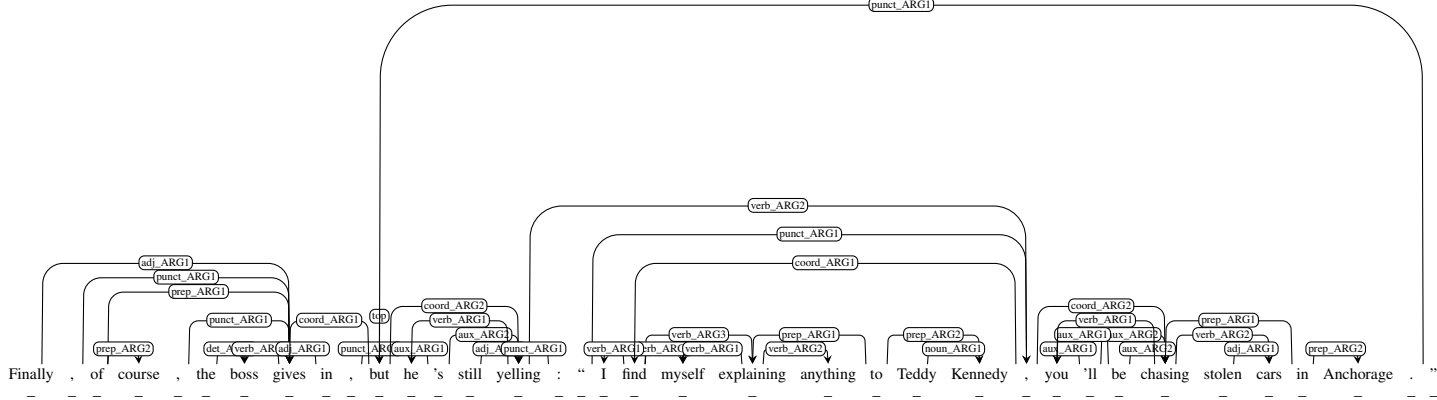 punct_ARG1
verb_ARG2
punct_ARG1
adj_ARG1 coord_ARG1
punct_ARG1
prep_ARG1
coord_ARG2 coord_ARG2
punct_ARG1 coord_ARG1 top verb_ARG1 verb_ARG1 prep_ARG1
aux_ARG2 verb_ARG3 prep_ARG1 prep_ARG2 aux_ARG1 aux_ARG2 verb_ARG2
prep_ARG2 adj_ARG1 aux_ARG1 punct_ARG1 verb_ARG1 verb_ARG1 verb_ARG2 noun_ARG1 aux_ARG1 aux_ARG2 adj_ARG1 prep_ARG2
Finally , of course , the boss gives in , but he 's still yelling : “ I find myself explaining anything to Teddy Kennedy , you 'll be chasing stolen cars in Anchorage . ”
_ _ _ _ _ _ _ _ _ _ _ _ _ _ _ _ _ _ _ _ _ _ _ _ _ _ _ _ _ _ _ _ _ _ _ _